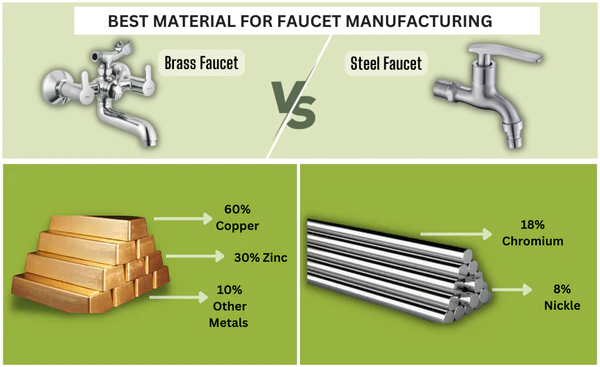 BEST MATERIAL FOR FAUCET MANUFACTURING
Brass Faucet
VS
Steel Faucet
60%
Copper
30% Zinc
10%
Other
Metals
18%
Chromium
8%
Nickle